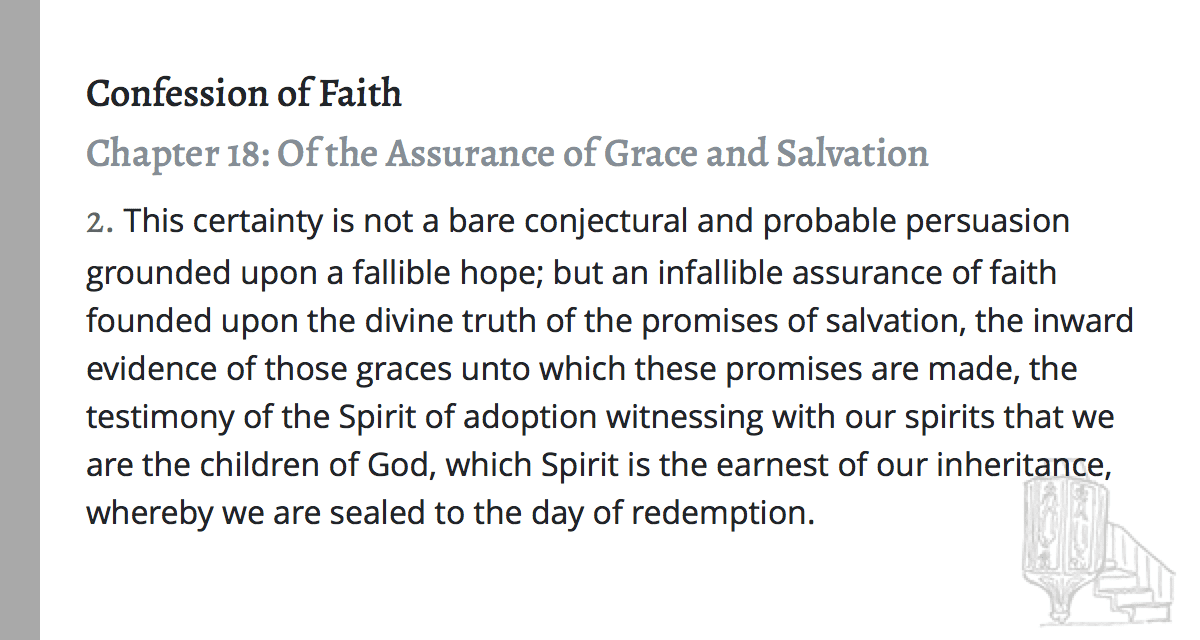 Confession of Faith
Chapter 18: Of the Assurance of Grace and Salvation
2. This certainty is not a bare conjectural and probable persuasion
grounded upon a fallible hope; but an infallible assurance of faith
founded upon the divine truth of the promises of salvation, the inward
evidence of those graces unto which these promises are made, the
testimony of the Spirit of adoption witnessing with our spirits that we
are the children of God, which Spirit is the earnest of our inheritance,
whereby we are sealed to the day of redemption.